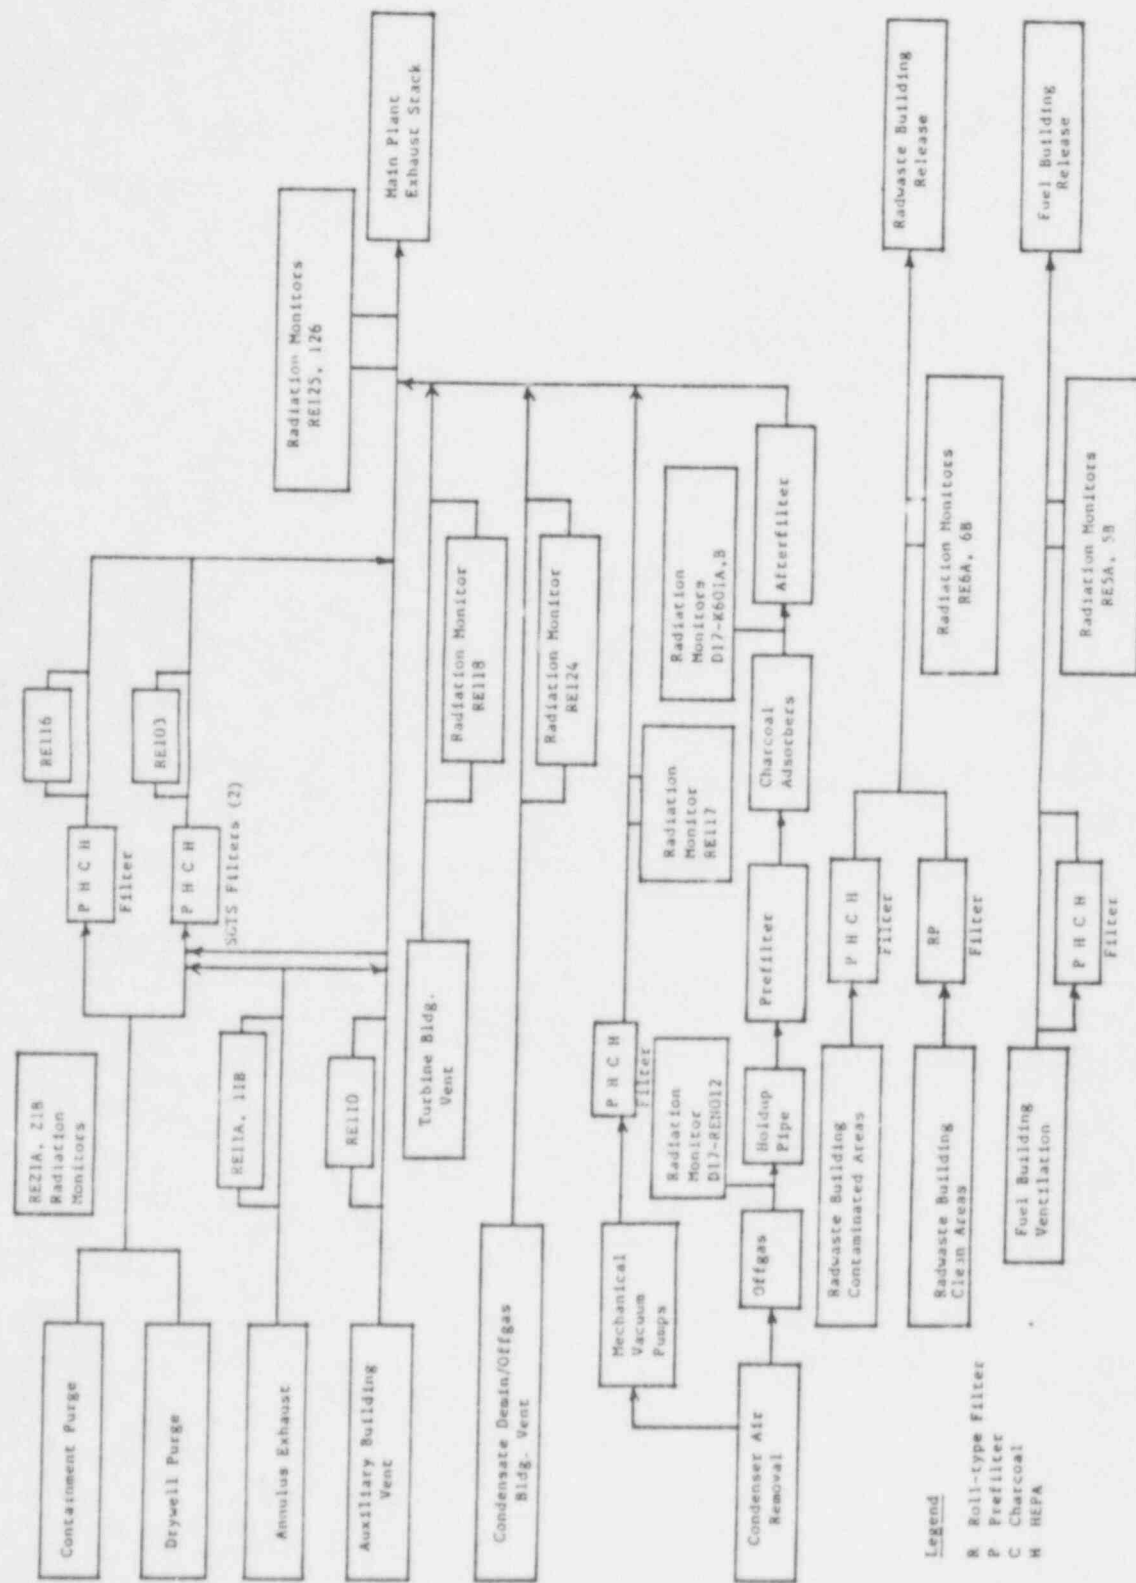 Containment Purge
Drywell Purge
Annulus Exhaust
Auxiliary Building
Vent
Condensate Demin/Offgas
Bldg. Vent
Condenser Air
Removal
RE21A, 21B
Radiation
Monitors
RE11A, 11B
RE110
Turbine Bldg.
Vent
P H C H
Filter
P H C H
SGTS Filters (2)
RE116
RE103
Radiation Monitors
RE125, 126
Main Plant
Exhaust Stack
Radiation Monitor
RE118
Radiation Monitor
RE124
Mechanical
Vacuum
Pumps
P H C H
Filter
Radiation
Monitor
RE117
Offgas
Radiation
Monitor
D17-REN012
Holdup
Pipe
Prefilter
Charcoal
Adsorbers
Radiation
Monitors
D17-K601A,B
Afterfilter
Radwaste Building
Contaminated Areas
P H C H
Filter
Radwaste Building
Clean Areas
RP
Filter
Radiation Monitors
RE6A, 6B
Radwaste Building
Release
Fuel Building
Ventilation
P H C H
Filter
Radiation Monitors
RE5A, 5B
Fuel Building
Release
Legend
R Roll-type Filter
P Prefilter
C Charcoal
H HEPA